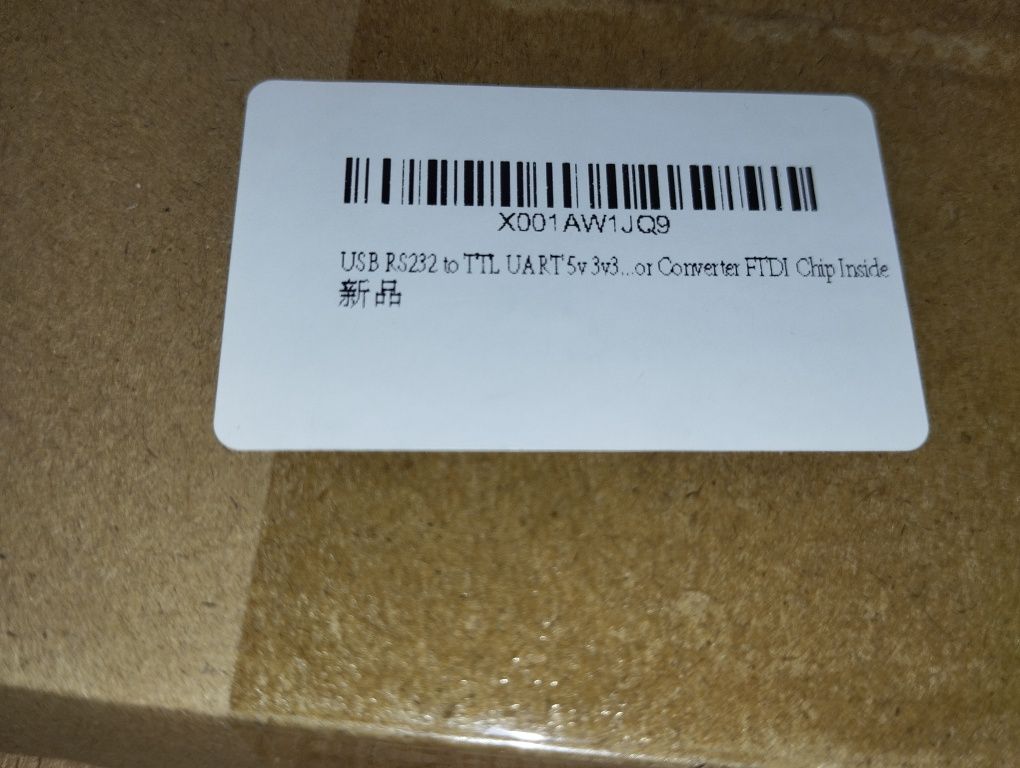 X001AW1JQ9
USB RS232 to TTL UART 5v 3v3...or Converter FTDI Chip Inside
新品